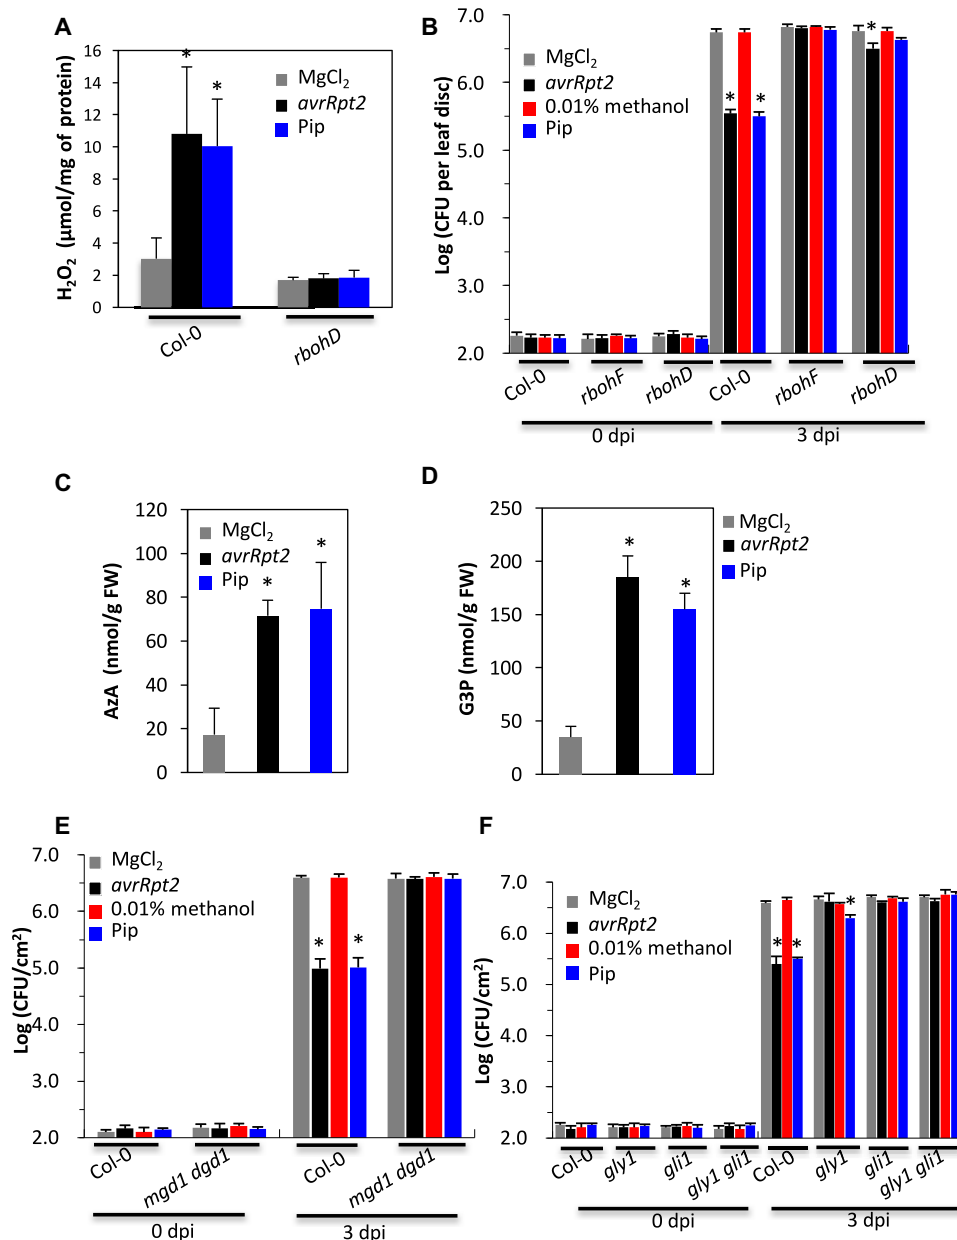 A
H2O2 (µmol/mg of protein)
16
14
12
10
8
6
4
2
0
MgCl2
avrRpt2
Pip
*
*
Col-0
rbohD
B
Log (CFU per leaf disc)
7.0
6.0
5.0
4.0
3.0
2.0
MgCl2
avrRpt2
0.01% methanol
Pip
* *
*
Col-0 rbohF rbohD Col-0 rbohF rbohD
0 dpi 3 dpi
C
AzA (nmol/g FW)
120
100
80
60
40
20
0
MgCl2
avrRpt2
Pip
*
*
D
G3P (nmol/g FW)
250
200
150
100
50
0
*
*
MgCl2
avrRpt2
Pip
E
Log (CFU/cm2)
7.0
6.0
5.0
4.0
3.0
2.0
MgCl2
avrRpt2
0.01% methanol
Pip
* *
Col-0 mgd1 dgd1 Col-0 mgd1 dgd1
0 dpi 3 dpi
F
Log (CFU/cm2)
7.0
6.0
5.0
4.0
3.0
2.0
MgCl2
avrRpt2
0.01% methanol
Pip
* *
*
Col-0 gly1 gli1 gly1 gli1 Col-0 gly1 gli1 gly1 gli1
0 dpi 3 dpi